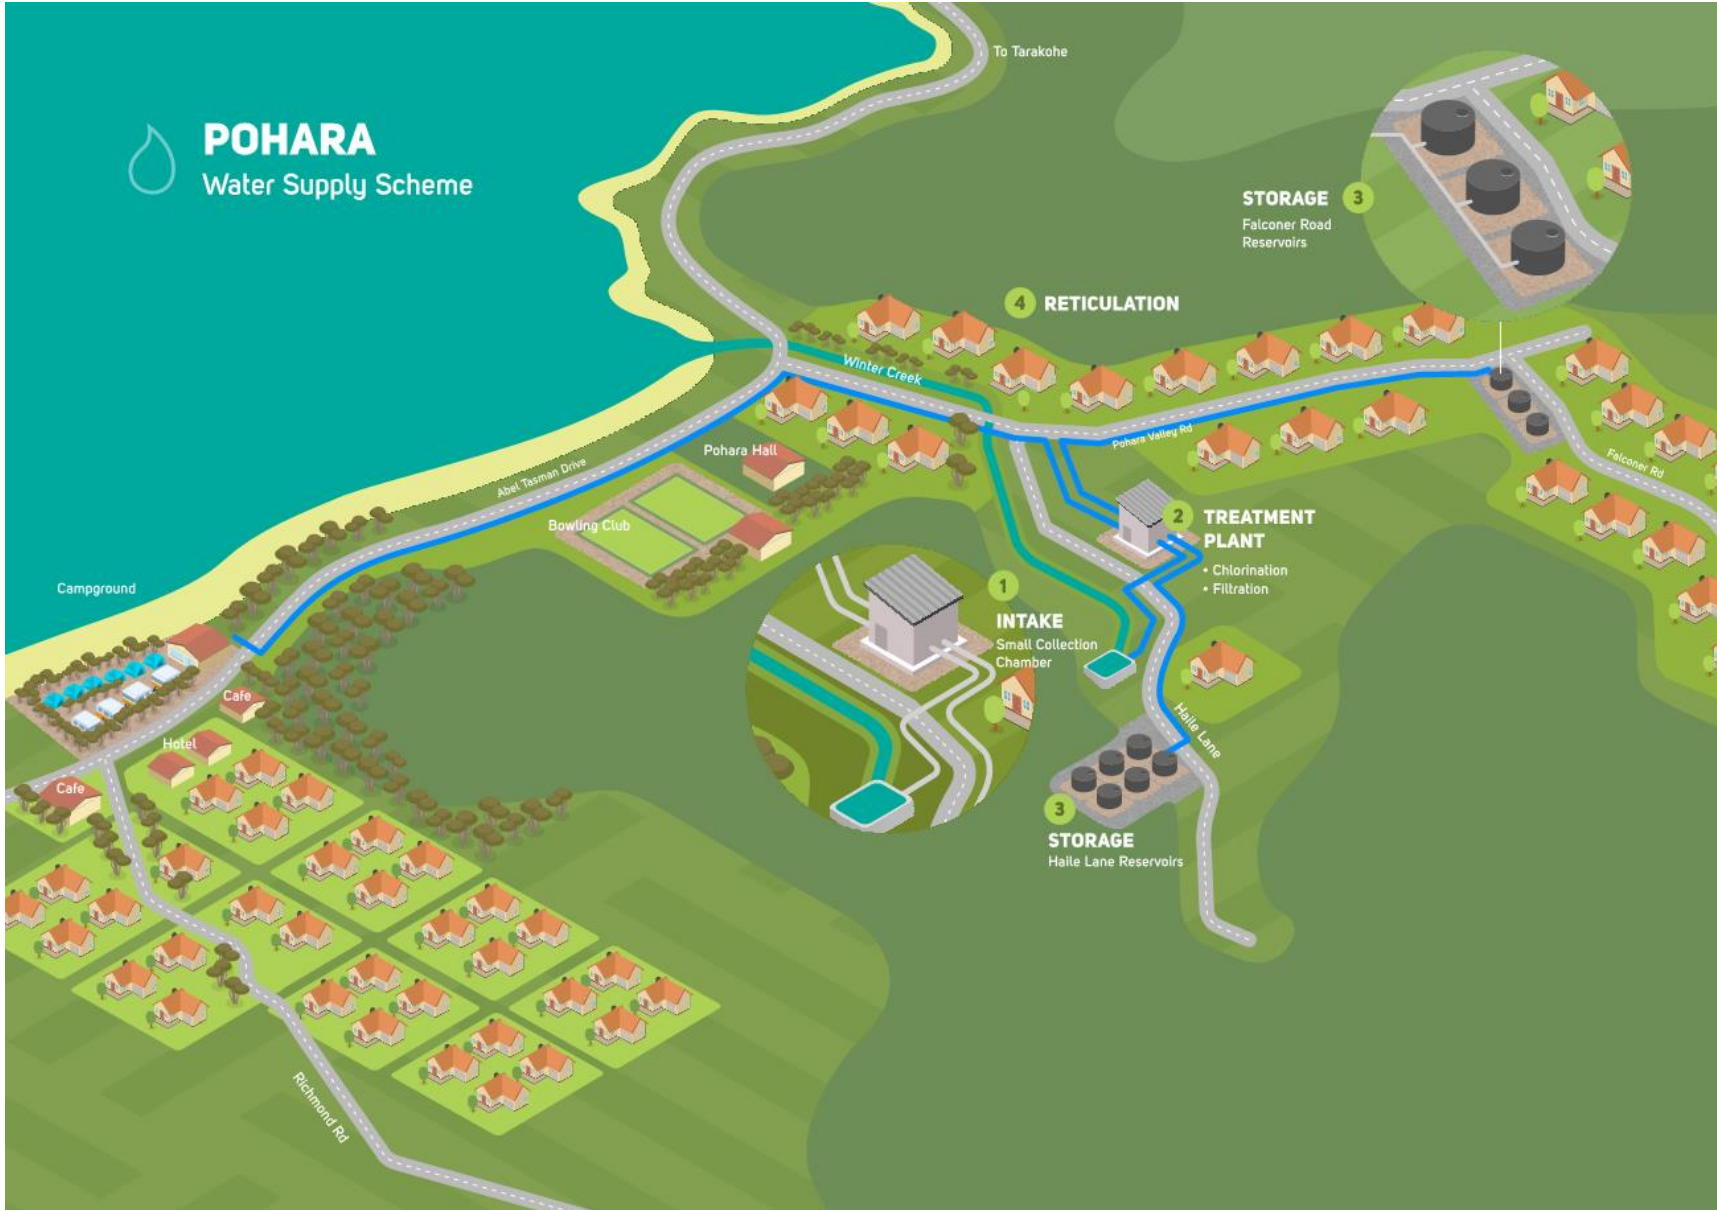 POHARA
Water Supply Scheme
To Tarakohe
STORAGE 3
Falconer Road
Reservoirs
4 RETICULATION
Winter Creek
Pohara Valley Rd
Falconer Rd
Pohara Hall
Abel Tasman Drive
Bowling Club
2 TREATMENT
PLANT
• Chlorination
• Filtration
Campground
1
INTAKE
Small Collection
Chamber
Cafe
Haile Lane
Hotel
Cafe
3
STORAGE
Haile Lane Reservoirs
Richmond Rd